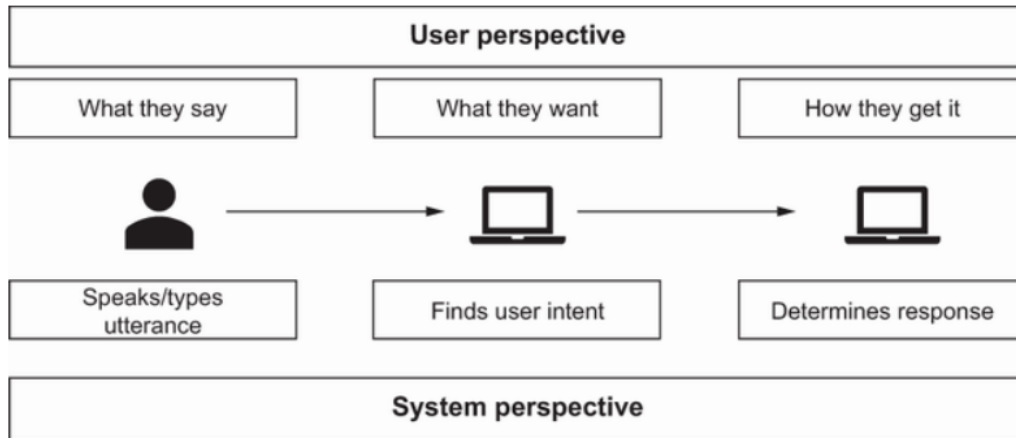 User perspective
What they say
What they want
How they get it
Speaks/types
utterance
Finds user intent
Determines response
System perspective